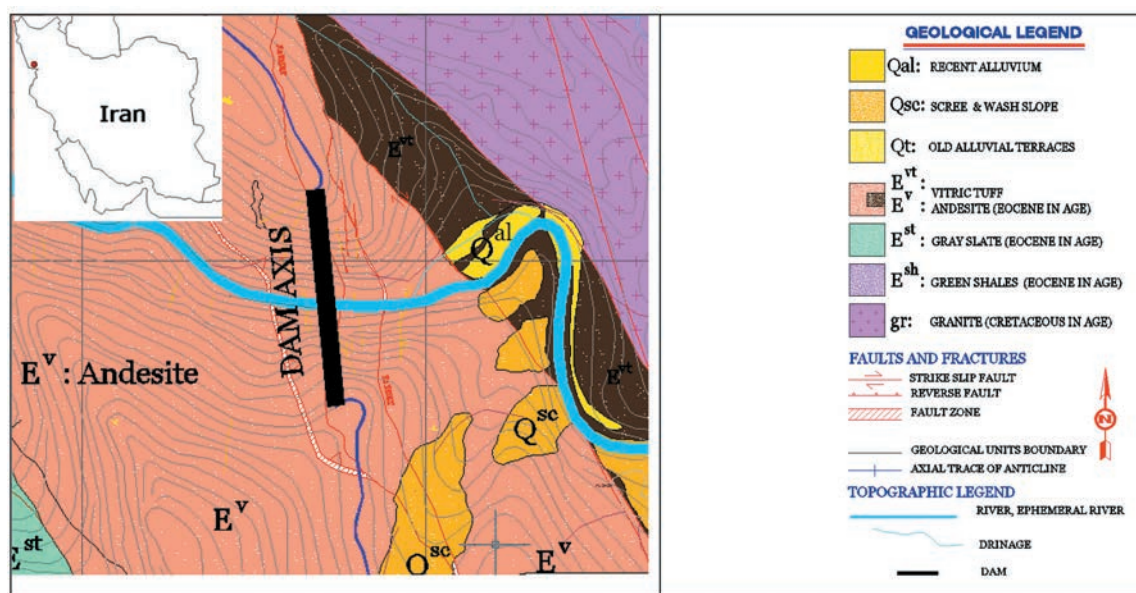 Iran
E^vt
Q^al
DAM AXIS
E^v : Andesite
E^vt
Q^sc
E^v
E^st
Q^sc
E^v
GEOLOGICAL LEGEND
Qal: RECENT ALLUVIUM
Qsc: SCREE & WASH SLOPE
Qt: OLD ALLUVIAL TERRACES
E^vt : VITRIC TUFF
E^v : ANDESITE (EOCENE IN AGE)
E^st : GRAY SLATE (EOCENE IN AGE)
E^sh : GREEN SHALES (EOCENE IN AGE)
gr: GRANITE (CRETACEOUS IN AGE)
FAULTS AND FRACTURES
STRIKE SLIP FAULT
REVERSE FAULT
FAULT ZONE
N
GEOLOGICAL UNITS BOUNDARY
AXIAL TRACE OF ANTICLINE
TOPOGRAPHIC LEGEND
RIVER, EPHEMERAL RIVER
DRINAGE
DAM